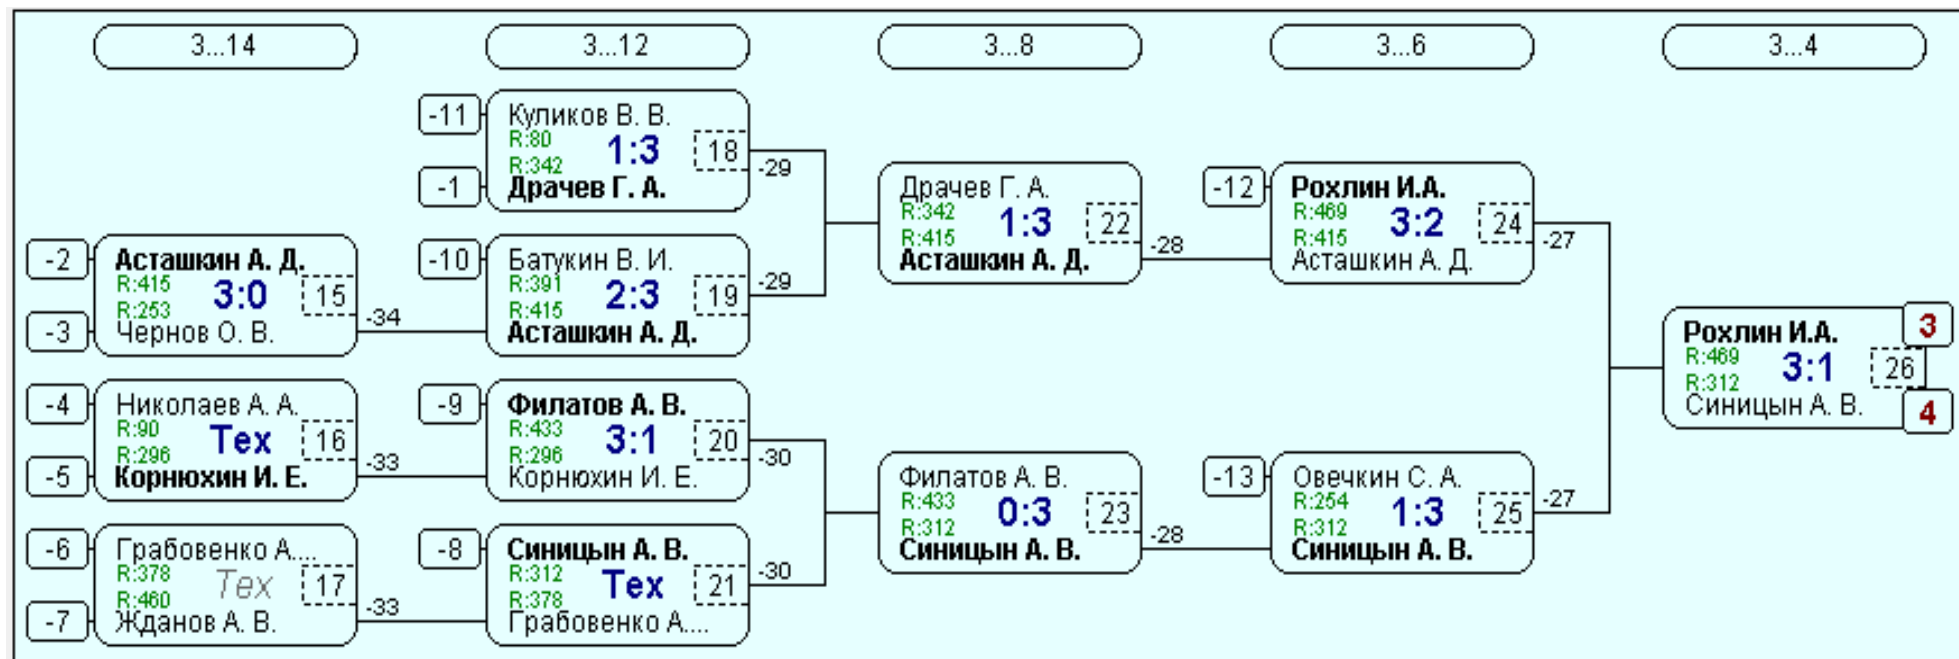 3...14
3...12
3...8
3...6
3...4
-11
Куликов В. В.
R:80
1:3
18
R:342
-1
Драчев Г. А.
-29
-2
Асташкин А. Д.
R:415
3:0
15
R:253
-3
Чернов О. В.
-34
-10
Батукин В. И.
R:391
2:3
19
R:415
Асташкин А. Д.
-29
-4
Николаев А. А.
R:90
Тех
16
R:296
-5
Корнюхин И. Е.
-33
-9
Филатов А. В.
R:433
3:1
20
R:296
Корнюхин И. Е.
-30
-6
Грабовенко А....
R:378
Тех
17
R:460
-7
Жданов А. В.
-33
-8
Синицын А. В.
R:312
Тех
21
R:378
Грабовенко А....
-30
Драчев Г. А.
R:342
1:3
22
R:415
Асташкин А. Д.
-28
Филатов А. В.
R:433
0:3
23
R:312
Синицын А. В.
-28
-12
Рохлин И.А.
R:469
3:2
24
R:415
Асташкин А. Д.
-27
-13
Овечкин С. А.
R:254
1:3
25
R:312
Синицын А. В.
-27
Рохлин И.А.
3
R:469
3:1
26
R:312
Синицын А. В.
4